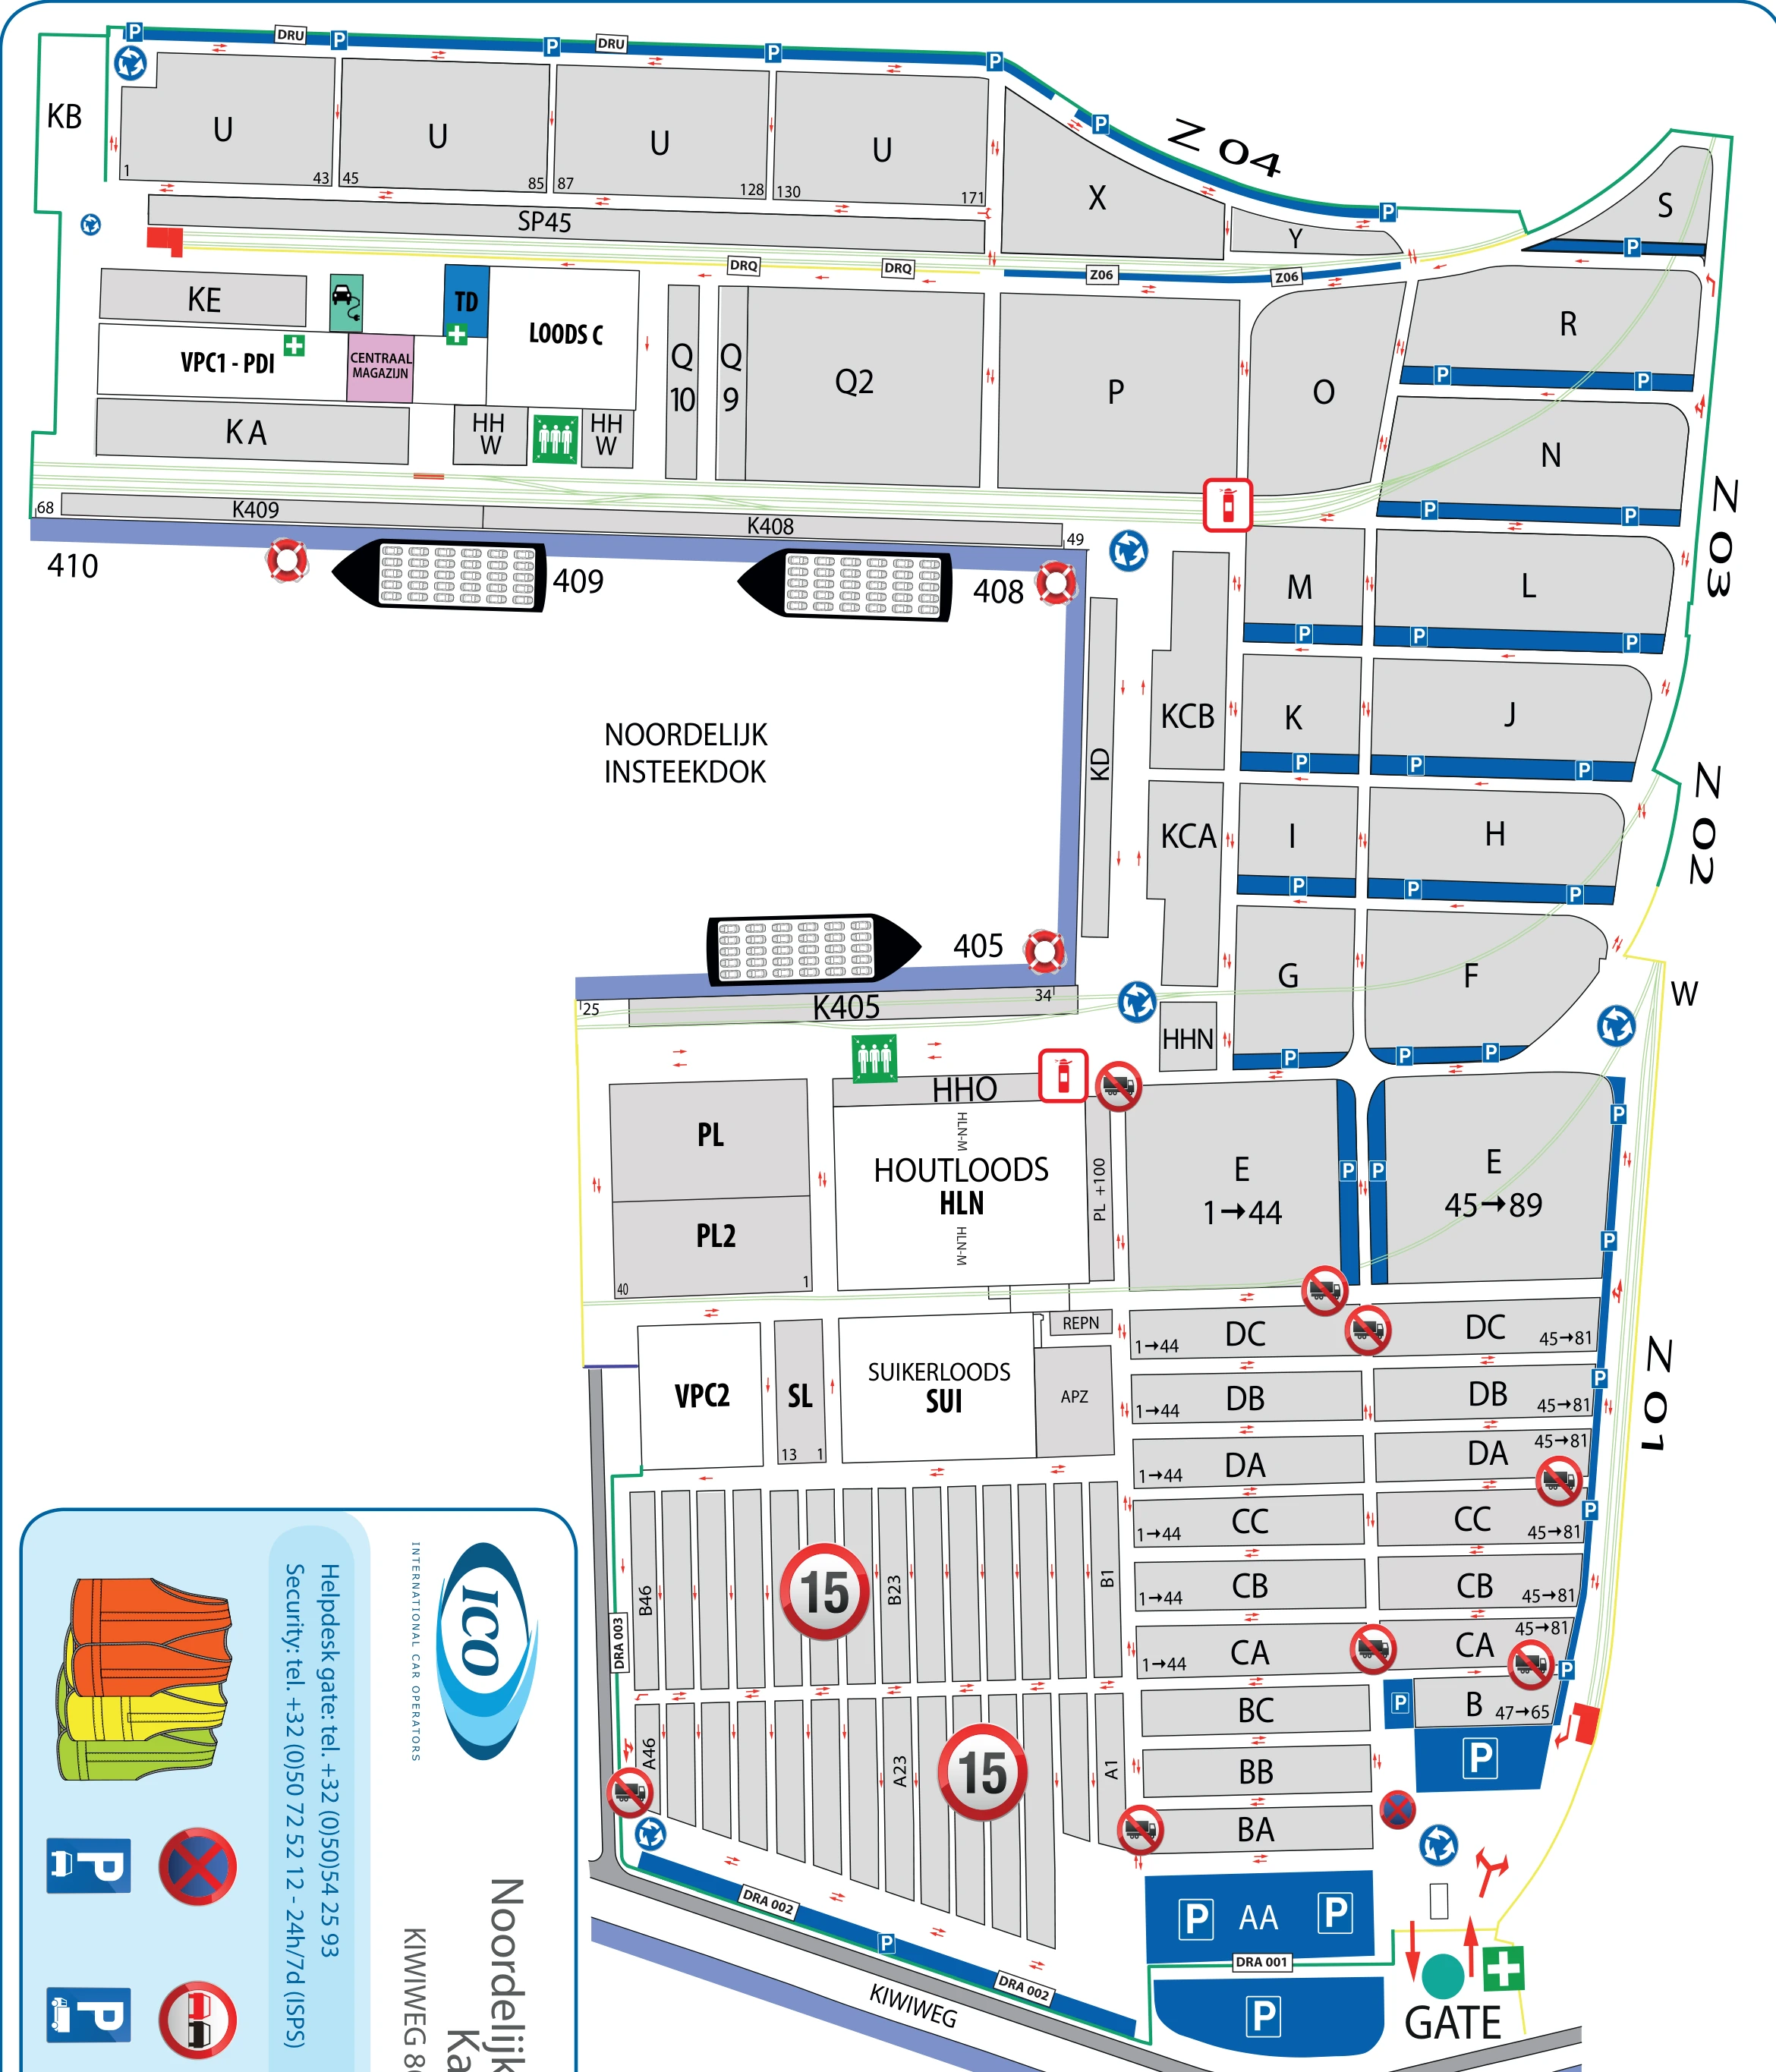 P
DRU
P
P
DRU
P
P
KB
U
U
U
U
1
43
45
85
87
128
130
171
P
Z 04
X
P
Y
S
P
SP45
DRQ
DRQ
Z06
Z06
KE
TD
LOODS C
VPC1 - PDI
CENTRAAL
MAGAZIJN
Q
10
Q
9
Q2
P
O
R
P
P
KA
HH
W
HH
W
N
P
P
Z 03
68
K409
K408
49
410
409
408
M
L
P
P
P
NOORDELIJK
INSTEEKDOK
KD
KCB
K
J
P
P
P
Z 02
KCA
I
H
P
P
P
405
G
F
W
25
K405
34
HHN
P
P
P
HHO
PL
HLN-M
HOUTLOODS
HLN
HLN-M
PL +100
E
1→44
P
P
E
45→89
P
P
PL2
40
1
REPN
1→44
DC
DC
45→81
Z 01
VPC2
SL
13
1
SUIKERLOODS
SUI
APZ
1→44
DB
DB
45→81
P
1→44
DA
DA
45→81
1→44
CC
CC
45→81
P
B46
15
B23
B1
1→44
CB
CB
45→81
DRA 003
1→44
CA
CA
45→81
P
A46
A23
15
A1
BC
P
B
47→65
BB
P
BA
DRA 002
P
DRA 002
P
AA
P
DRA 001
P
GATE
KIWIWEG
ICO
INTERNATIONAL CAR OPERATORS
Helpdesk gate: tel. +32 (0)50)54 25 93
Security: tel. +32 (0)50 72 52 12 - 24h/7d (ISPS)
P
P
Noordelijk
Ka
KIWIWEG 8